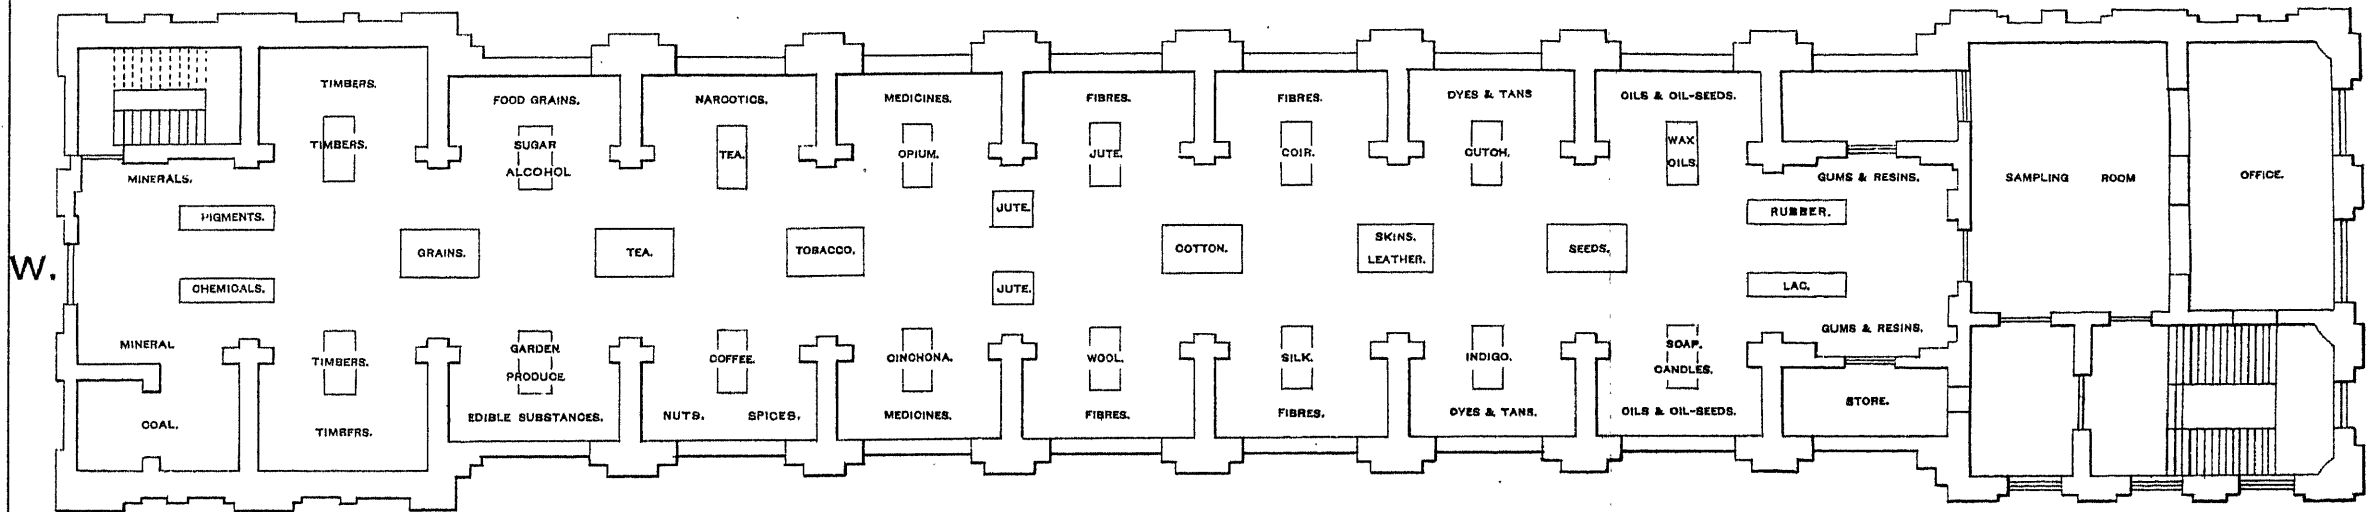 TIMBERS.
FOOD GRAINS.
NARCOTICS.
MEDICINES.
FIBRES.
FIBRES.
DYES & TANS
OILS & OIL-SEEDS.
TIMBERS.
SUGAR
ALCOHOL
TEA.
OPIUM.
JUTE.
COIR.
CUTCH.
WAX
OILS.
MINERALS.
GUMS & RESINS.
SAMPLING ROOM
OFFICE.
PIGMENTS.
JUTE.
RUBBER.
W.
GRAINS.
TEA.
TOBACCO.
COTTON.
SKINS.
LEATHER.
SEEDS.
CHEMICALS.
JUTE.
LAC.
MINERAL
GUMS & RESINS.
TIMBERS.
GARDEN
PRODUCE
COFFEE.
CINCHONA.
WOOL.
SILK.
INDIGO.
SOAP.
CANDLES.
STORE.
COAL.
TIMBERS.
EDIBLE SUBSTANCES.
NUTS. SPICES.
MEDICINES.
FIBRES.
FIBRES.
DYES & TANS.
OILS & OIL-SEEDS.